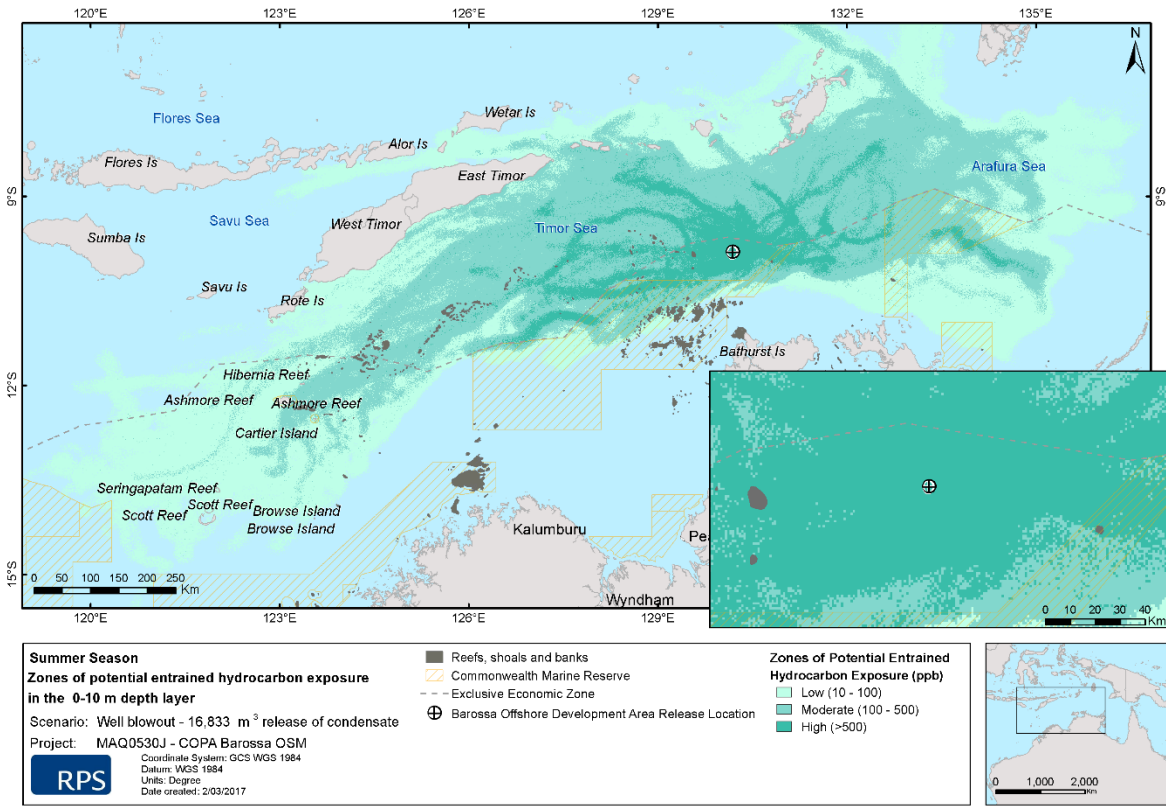 120°E 123°E 126°E 129°E 132°E 135°E
N
Flores Sea
Wetar Is
Alor Is
Flores Is
East Timor
Arafura Sea
9°S 9°S
Savu Sea
West Timor
Timor Sea
Sumba Is
Savu Is
Rote Is
Bathurst Is
Hibernia Reef
12°S
Ashmore Reef Ashmore Reef
Cartier Island
Seringapatam Reef
Scott Reef
Scott Reef
Browse Island
Browse Island
Kalumburu
Pea
15°S
0 50 100 150 200 250
Km
Wyndham
0 10 20 30 40
Km
120°E 123°E 126°E 129°E
Summer Season
Zones of potential entrained hydrocarbon exposure
in the 0-10 m depth layer
Scenario: Well blowout - 16,833 m³ release of condensate
Project: MAQ0530J - COPA Barossa OSM
RPS
Coordinate System: GCS WGS 1984
Datum: WGS 1984
Units: Degree
Date created: 2/03/2017
Reefs, shoals and banks
Commonwealth Marine Reserve
Exclusive Economic Zone
Barossa Offshore Development Area Release Location
Zones of Potential Entrained
Hydrocarbon Exposure (ppb)
Low (10 - 100)
Moderate (100 - 500)
High (>500)
0 1,000 2,000
Km